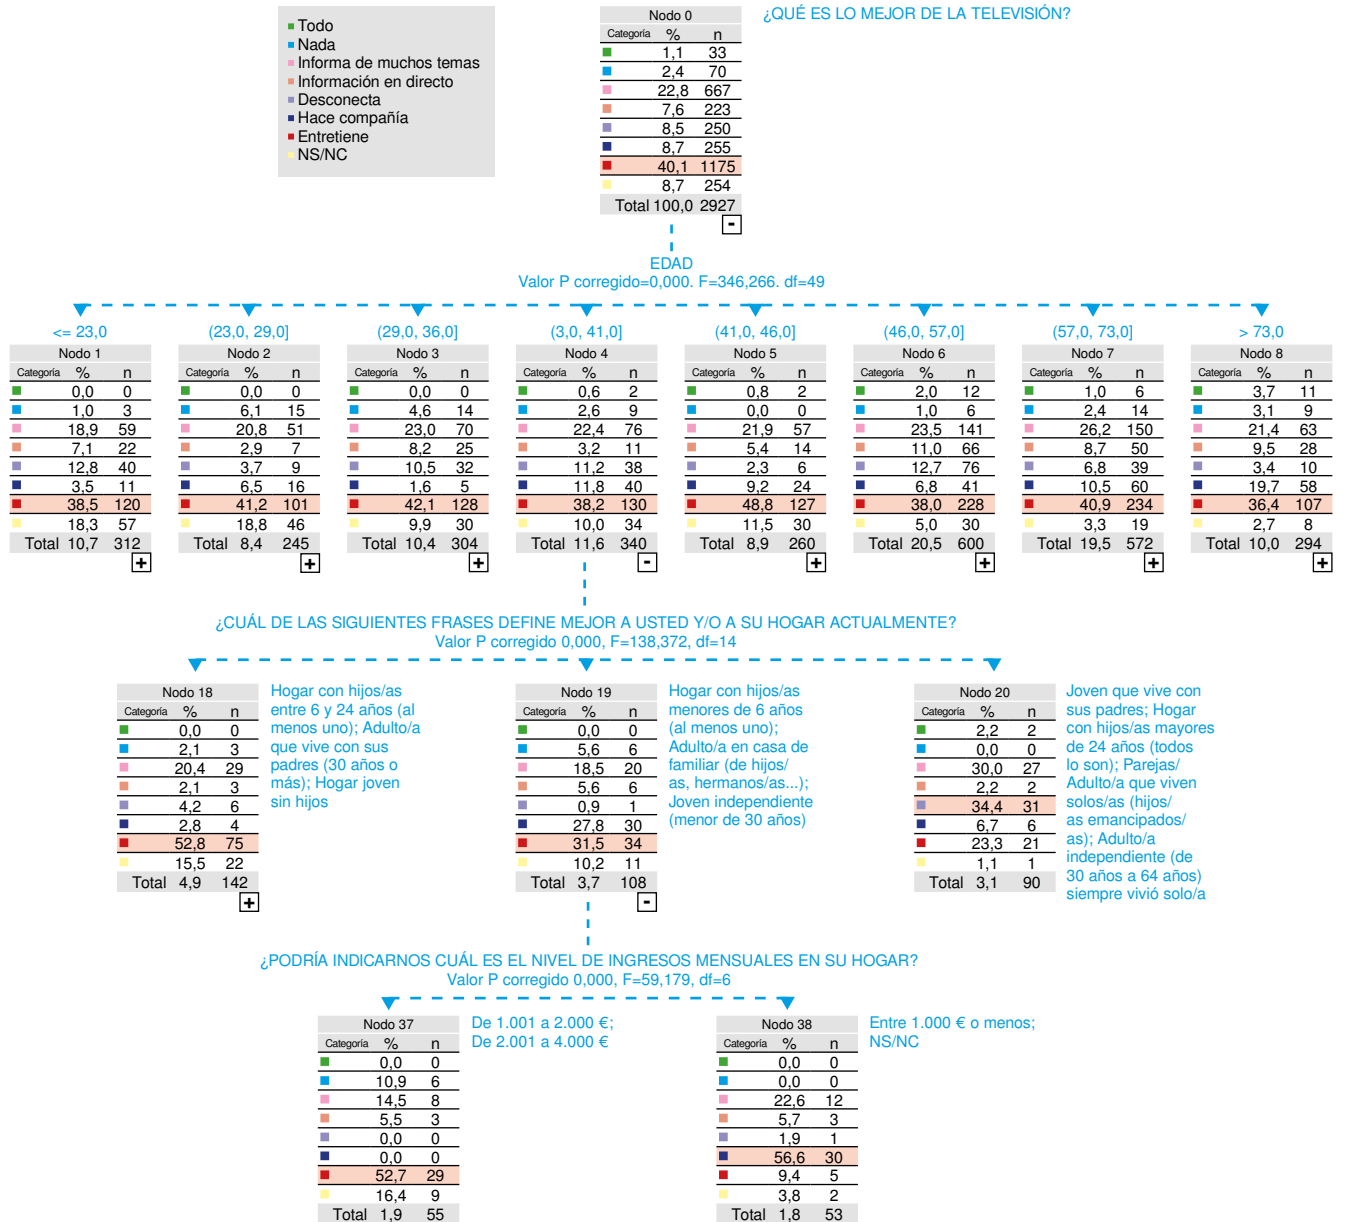 ¿QUÉ ES LO MEJOR DE LA TELEVISIÓN?
Todo
Nada
Informa de muchos temas
Información en directo
Desconecta
Hace compañía
Entretiene
NS/NC
Nodo 0
Categoría % n
1,1 33
2,4 70
22,8 667
7,6 223
8,5 250
8,7 255
40,1 1175
8,7 254
Total 100,0 2927
-
EDAD
Valor P corregido=0,000. F=346,266. df=49
<= 23,0
Nodo 1
Categoría % n
0,0 0
1,0 3
18,9 59
7,1 22
12,8 40
3,5 11
38,5 120
18,3 57
Total 10,7 312
+
(23,0, 29,0]
Nodo 2
Categoría % n
0,0 0
6,1 15
20,8 51
2,9 7
3,7 9
6,5 16
41,2 101
18,8 46
Total 8,4 245
+
(29,0, 36,0]
Nodo 3
Categoría % n
0,0 0
4,6 14
23,0 70
8,2 25
10,5 32
1,6 5
42,1 128
9,9 30
Total 10,4 304
+
(3,0, 41,0]
Nodo 4
Categoría % n
0,6 2
2,6 9
22,4 76
3,2 11
11,2 38
11,8 40
38,2 130
10,0 34
Total 11,6 340
-
(41,0, 46,0]
Nodo 5
Categoría % n
0,8 2
0,0 0
21,9 57
5,4 14
2,3 6
9,2 24
48,8 127
11,5 30
Total 8,9 260
+
(46,0, 57,0]
Nodo 6
Categoría % n
2,0 12
1,0 6
23,5 141
11,0 66
12,7 76
6,8 41
38,0 228
5,0 30
Total 20,5 600
+
(57,0, 73,0]
Nodo 7
Categoría % n
1,0 6
2,4 14
26,2 150
8,7 50
6,8 39
10,5 60
40,9 234
3,3 19
Total 19,5 572
+
> 73,0
Nodo 8
Categoría % n
3,7 11
3,1 9
21,4 63
9,5 28
3,4 10
19,7 58
36,4 107
2,7 8
Total 10,0 294
+
¿CUÁL DE LAS SIGUIENTES FRASES DEFINE MEJOR A USTED Y/O A SU HOGAR ACTUALMENTE?
Valor P corregido 0,000, F=138,372, df=14
Nodo 18
Categoría % n
0,0 0
2,1 3
20,4 29
2,1 3
4,2 6
2,8 4
52,8 75
15,5 22
Total 4,9 142
+
Hogar con hijos/as
entre 6 y 24 años (al
menos uno); Adulto/a
que vive con sus
padres (30 años o
más); Hogar joven
sin hijos
Nodo 19
Categoría % n
0,0 0
5,6 6
18,5 20
5,6 6
0,9 1
27,8 30
31,5 34
10,2 11
Total 3,7 108
-
Hogar con hijos/as
menores de 6 años
(al menos uno);
Adulto/a en casa de
familiar (de hijos/
as, hermanos/as...);
Joven independiente
(menor de 30 años)
Nodo 20
Categoría % n
2,2 2
0,0 0
30,0 27
2,2 2
34,4 31
6,7 6
23,3 21
1,1 1
Total 3,1 90
Joven que vive con
sus padres; Hogar
con hijos/as mayores
de 24 años (todos
lo son); Parejas/
Adulto/a que viven
solos/as (hijos/
as emancipados/
as); Adulto/a
independiente (de
30 años a 64 años)
siempre vivió solo/a
¿PODRÍA INDICARNOS CUÁL ES EL NIVEL DE INGRESOS MENSUALES EN SU HOGAR?
Valor P corregido 0,000, F=59,179, df=6
Nodo 37
Categoría % n
0,0 0
10,9 6
14,5 8
5,5 3
0,0 0
0,0 0
52,7 29
16,4 9
Total 1,9 55
De 1.001 a 2.000 €;
De 2.001 a 4.000 €
Nodo 38
Categoría % n
0,0 0
0,0 0
22,6 12
5,7 3
1,9 1
56,6 30
9,4 5
3,8 2
Total 1,8 53
Entre 1.000 € o menos;
NS/NC